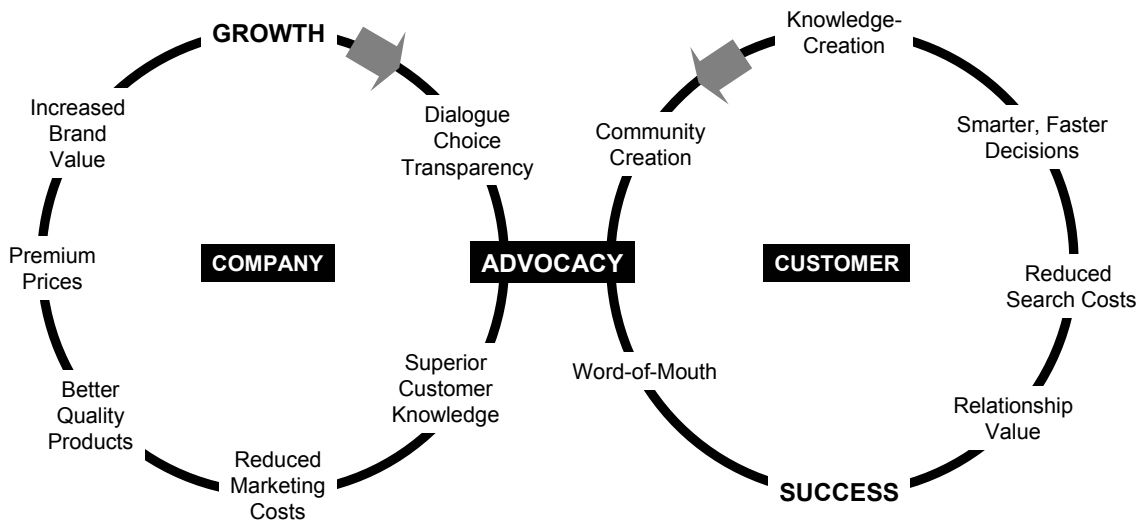 GROWTH
Dialogue
Choice
Transparency
ADVOCACY
Superior
Customer
Knowledge
Reduced
Marketing
Costs
Better
Quality
Products
Premium
Prices
Increased
Brand
Value
COMPANY
Knowledge-
Creation
Community
Creation
Word-of-Mouth
SUCCESS
Relationship
Value
Reduced
Search Costs
Smarter, Faster
Decisions
CUSTOMER